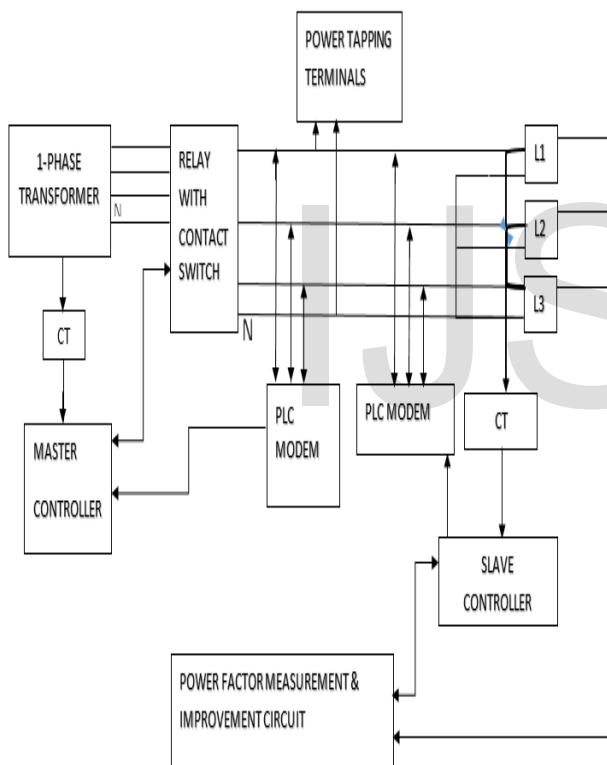 POWER TAPPING
TERMINALS
1-PHASE
TRANSFORMER
N
RELAY
WITH
CONTACT
SWITCH
N
L1
L2
L3
IJS
CT
MASTER
CONTROLLER
PLC
MODEM
PLC MODEM
CT
SLAVE
CONTROLLER
POWER FACTOR MEASUREMENT &
IMPROVEMENT CIRCUIT